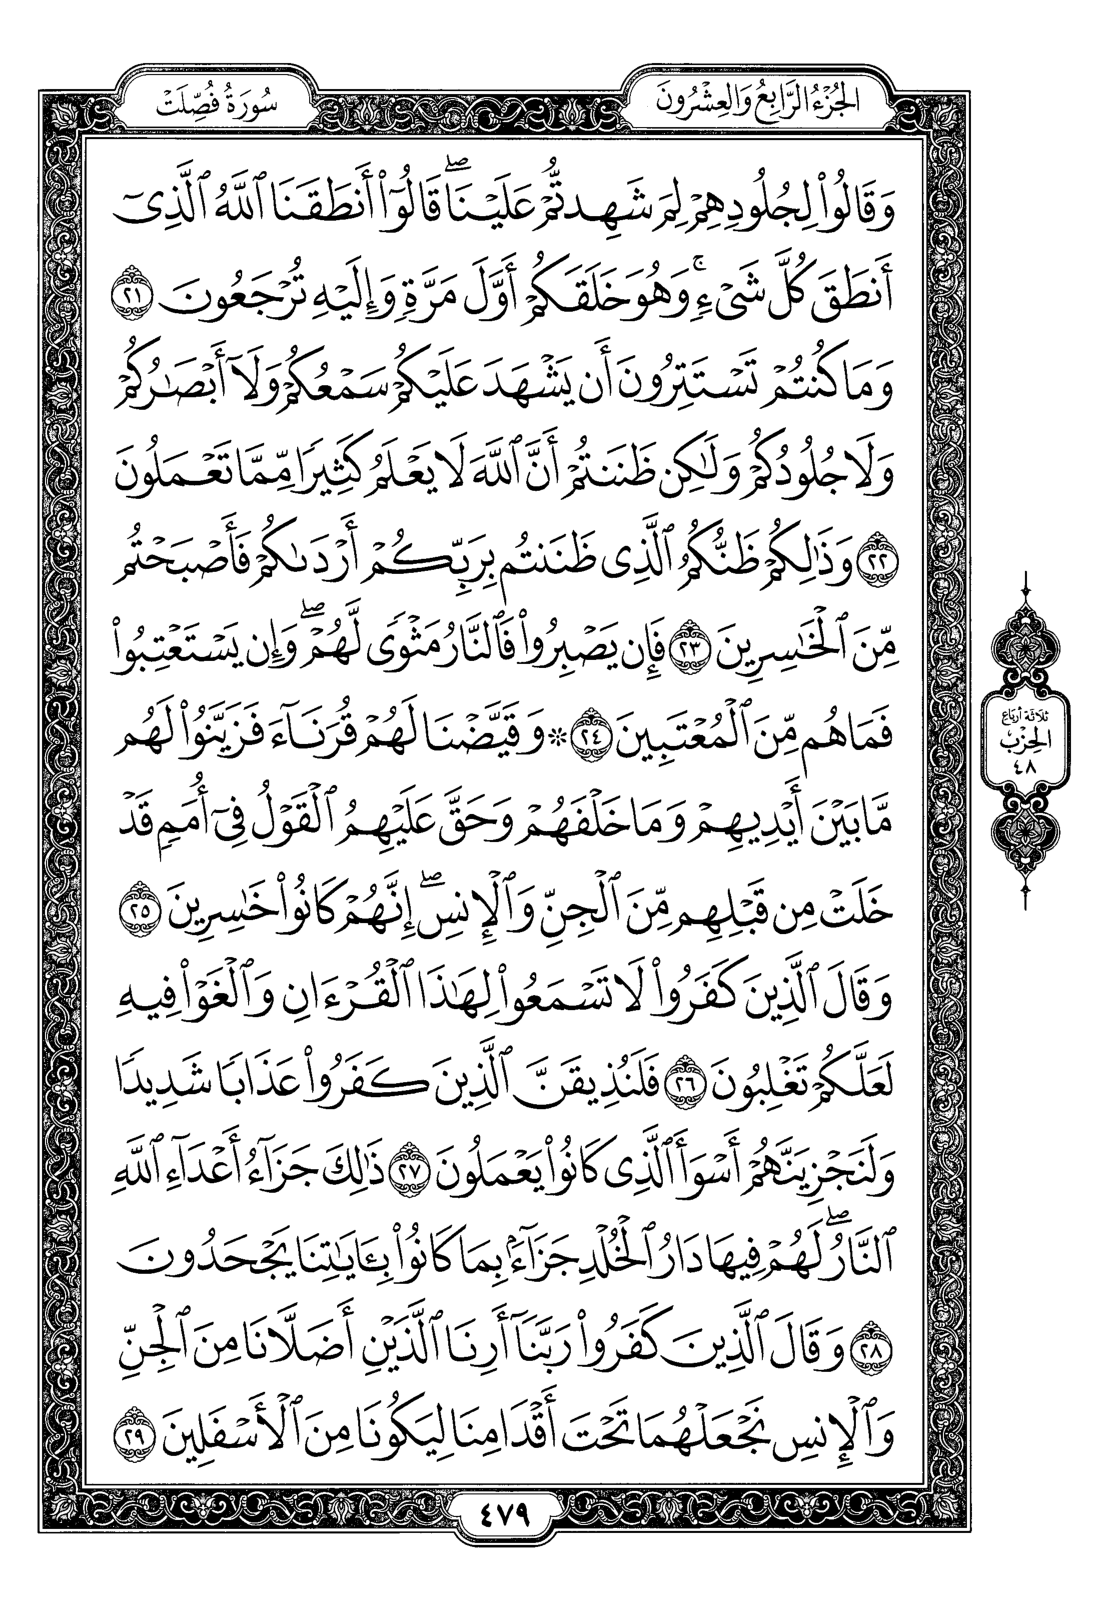 الجُزْءُ الرَّابِعُ وَالعِشْرُونَ
سُورَةُ فُصِّلَتْ
وَقَالُوا۟ لِجُلُودِهِمْ لِمَ شَهِدتُّمْ عَلَيْنَا ۖ قَالُوٓا۟ أَنطَقَنَا ٱللَّهُ ٱلَّذِىٓ
أَنطَقَ كُلَّ شَىْءٍ ۚ وَهُوَ خَلَقَكُمْ أَوَّلَ مَرَّةٍ وَإِلَيْهِ تُرْجَعُونَ ٢١
وَمَا كُنتُمْ تَسْتَتِرُونَ أَن يَشْهَدَ عَلَيْكُمْ سَمْعُكُمْ وَلَآ أَبْصَـٰرُكُمْ
وَلَا جُلُودُكُمْ وَلَـٰكِن ظَنَنتُمْ أَنَّ ٱللَّهَ لَا يَعْلَمُ كَثِيرًا مِّمَّا تَعْمَلُونَ
٢٢ وَذَٰلِكُمْ ظَنُّكُمُ ٱلَّذِى ظَنَنتُم بِرَبِّكُمْ أَرْدَىٰكُمْ فَأَصْبَحْتُم
مِّنَ ٱلْخَـٰسِرِينَ ٢٣ فَإِن يَصْبِرُوا۟ فَٱلنَّارُ مَثْوًى لَّهُمْ ۖ وَإِن يَسْتَعْتِبُوا۟
فَمَا هُم مِّنَ ٱلْمُعْتَبِينَ ٢٤ ۞ وَقَيَّضْنَا لَهُمْ قُرَنَآءَ فَزَيَّنُوا۟ لَهُم
مَّا بَيْنَ أَيْدِيهِمْ وَمَا خَلْفَهُمْ وَحَقَّ عَلَيْهِمُ ٱلْقَوْلُ فِىٓ أُمَمٍ قَدْ
خَلَتْ مِن قَبْلِهِم مِّنَ ٱلْجِنِّ وَٱلْإِنسِ ۖ إِنَّهُمْ كَانُوا۟ خَـٰسِرِينَ ٢٥
وَقَالَ ٱلَّذِينَ كَفَرُوا۟ لَا تَسْمَعُوا۟ لِهَـٰذَا ٱلْقُرْءَانِ وَٱلْغَوْا۟ فِيهِ
لَعَلَّكُمْ تَغْلِبُونَ ٢٦ فَلَنُذِيقَنَّ ٱلَّذِينَ كَفَرُوا۟ عَذَابًا شَدِيدًا
وَلَنَجْزِيَنَّهُمْ أَسْوَأَ ٱلَّذِى كَانُوا۟ يَعْمَلُونَ ٢٧ ذَٰلِكَ جَزَآءُ أَعْدَآءِ ٱللَّهِ
ٱلنَّارُ ۖ لَهُمْ فِيهَا دَارُ ٱلْخُلْدِ ۖ جَزَآءًۢ بِمَا كَانُوا۟ بِـَٔايَـٰتِنَا يَجْحَدُونَ
٢٨ وَقَالَ ٱلَّذِينَ كَفَرُوا۟ رَبَّنَآ أَرِنَا ٱلَّذَيْنِ أَضَلَّانَا مِنَ ٱلْجِنِّ
وَٱلْإِنسِ نَجْعَلْهُمَا تَحْتَ أَقْدَامِنَا لِيَكُونَا مِنَ ٱلْأَسْفَلِينَ ٢٩
ثلاثة أرباع
الحِزْب
٤٨
٤٧٩